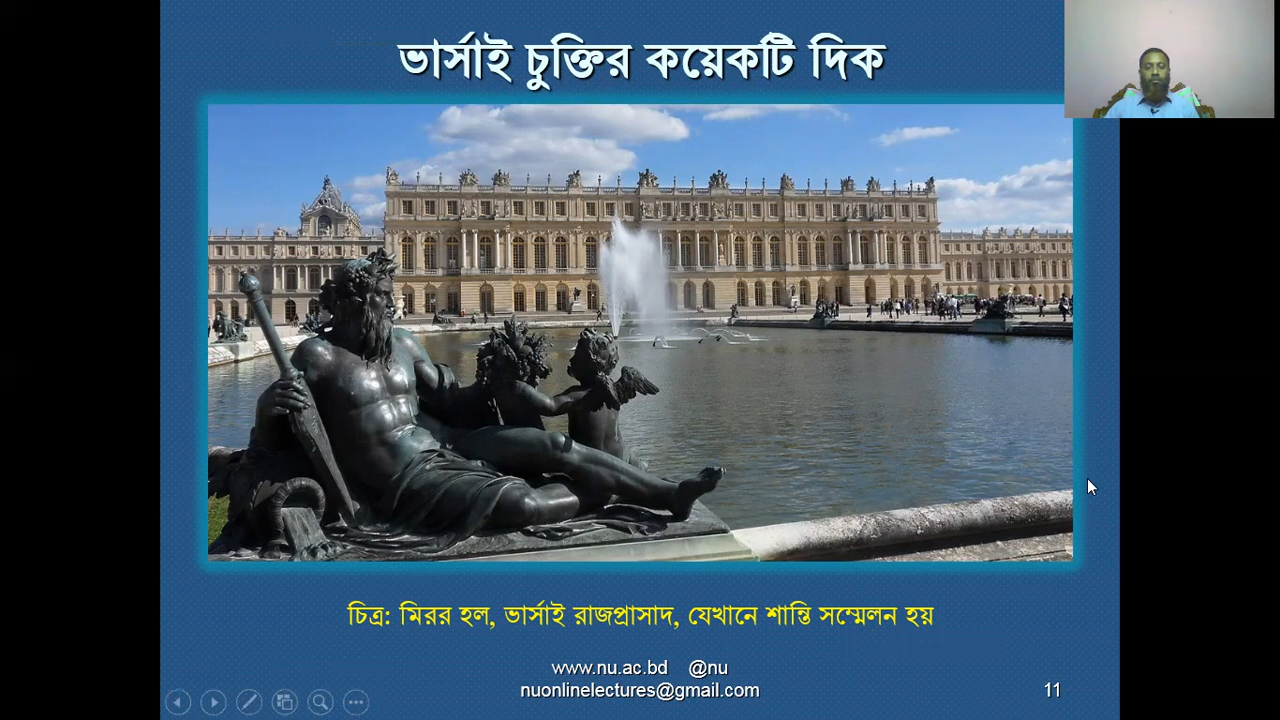 ভার্সাই চুক্তির কয়েকটি দিক
চিত্র: মিরর হল, ভার্সাই রাজপ্রাসাদ, যেখানে শান্তি সম্মেলন হয়
www.nu.ac.bd @nu
nuonlinelectures@gmail.com
11